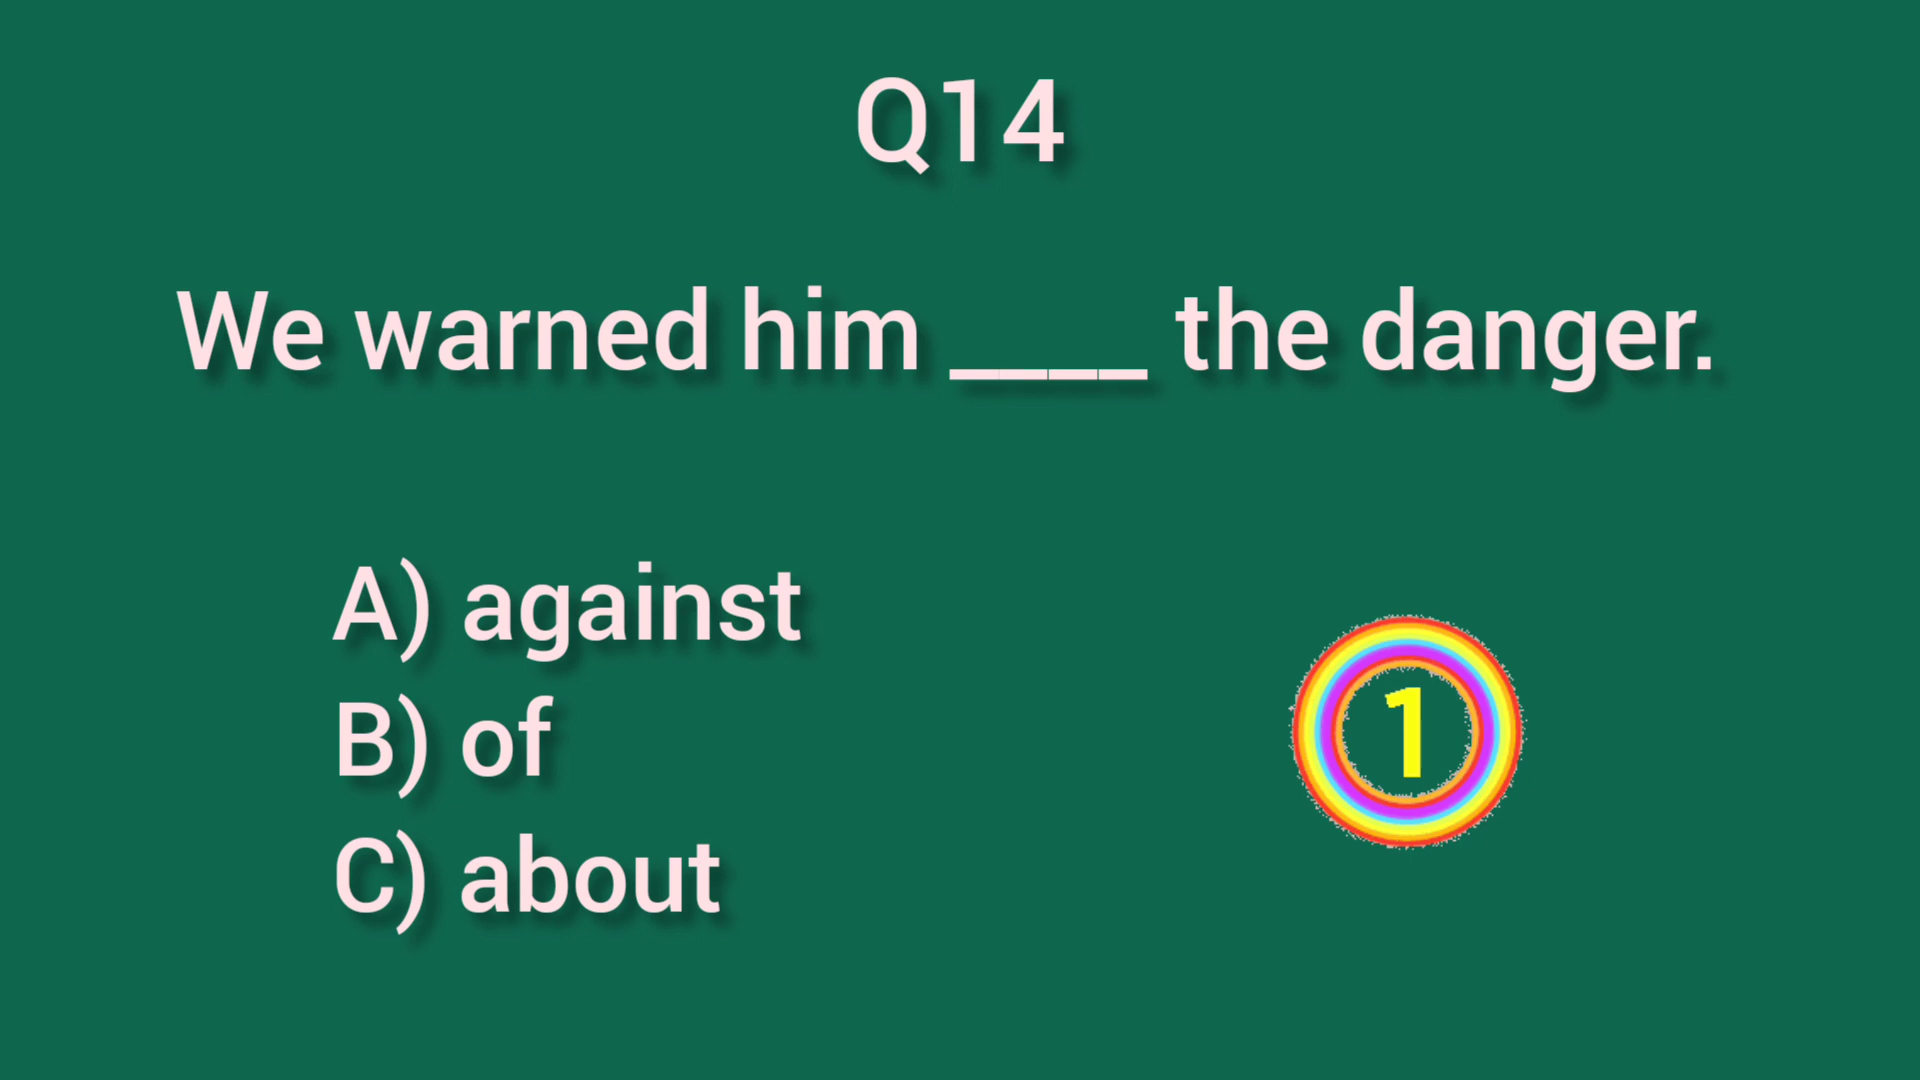 Q14
We warned him ____ the danger.
A) against
B) of
C) about
1